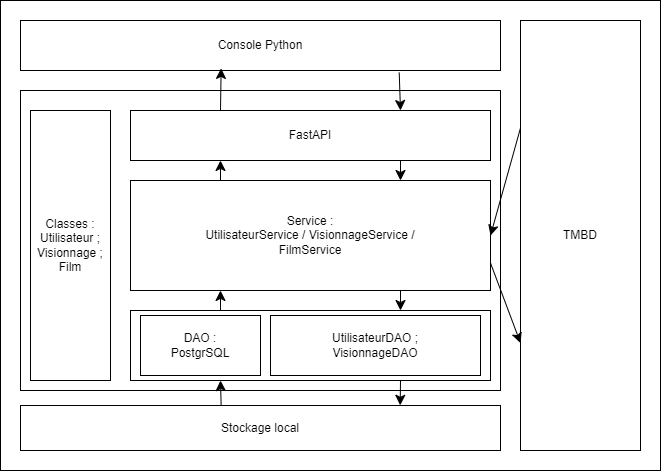 Console Python
FastAPI
Classes :
Utilisateur ;
Visionnage ;
Film
Service :
UtilisateurService / VisionnageService /
FilmService
TMBD
DAO :
PostgrSQL
UtilisateurDAO ;
VisionnageDAO
Stockage local